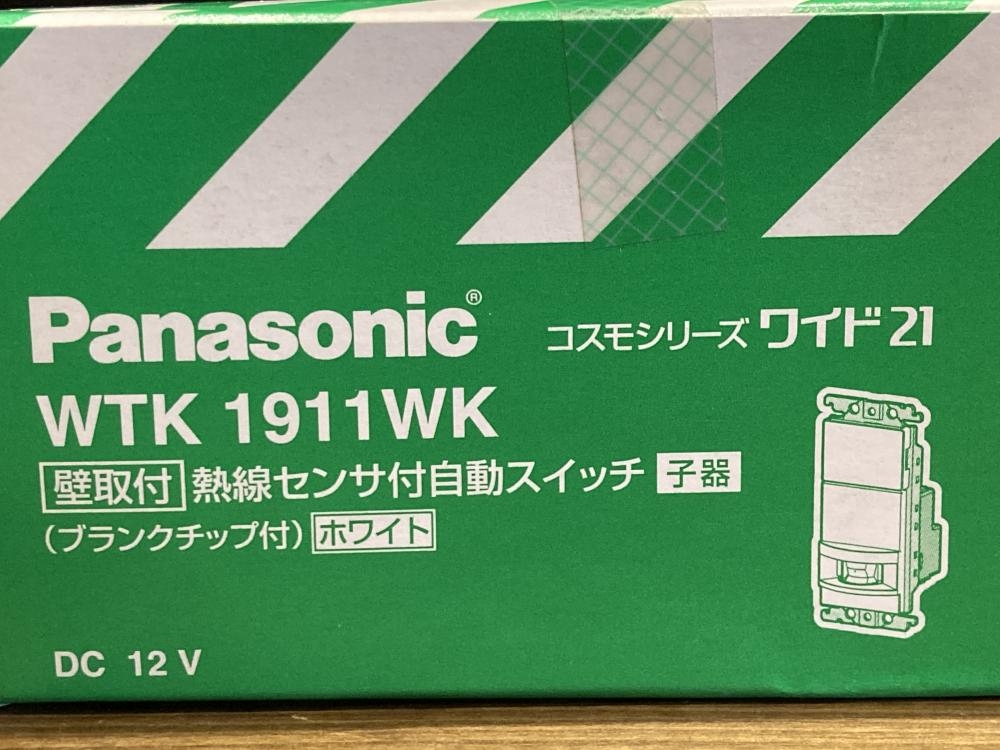 Panasonic®
コスモシリーズ ワイド21
WTK 1911WK
壁取付 熱線センサ付自動スイッチ 子器
(ブランクチップ付) ホワイト
DC 12 V